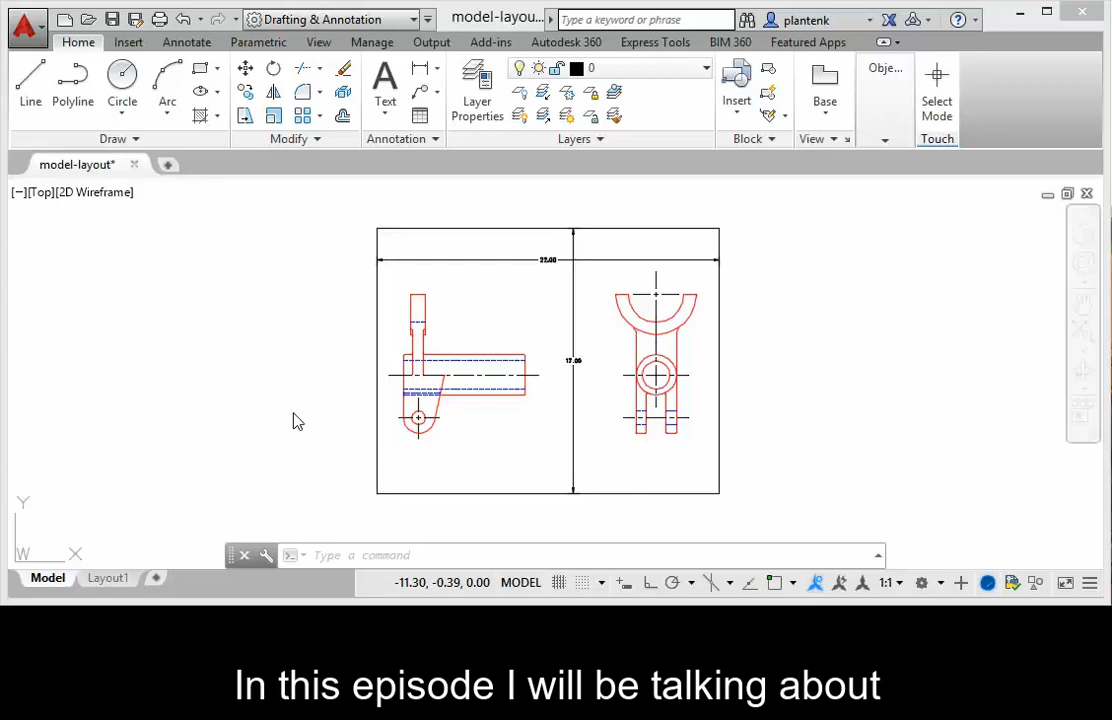 Drafting & Annotation
model-layou...
Type a keyword or phrase
plantenk
Home
Insert
Annotate
Parametric
View
Manage
Output
Add-ins
Autodesk 360
Express Tools
BIM 360
Featured Apps
Line
Polyline
Circle
Arc
Text
Layer
Properties
0
Insert
Base
Obje...
Select
Mode
Draw
Modify
Annotation
Layers
Block
View
Touch
model-layout*
[−][Top][2D Wireframe]
22.00
17.00
Y
W
X
Type a command
Model
Layout1
-11.30, -0.39, 0.00
MODEL
1:1
In this episode I will be talking about